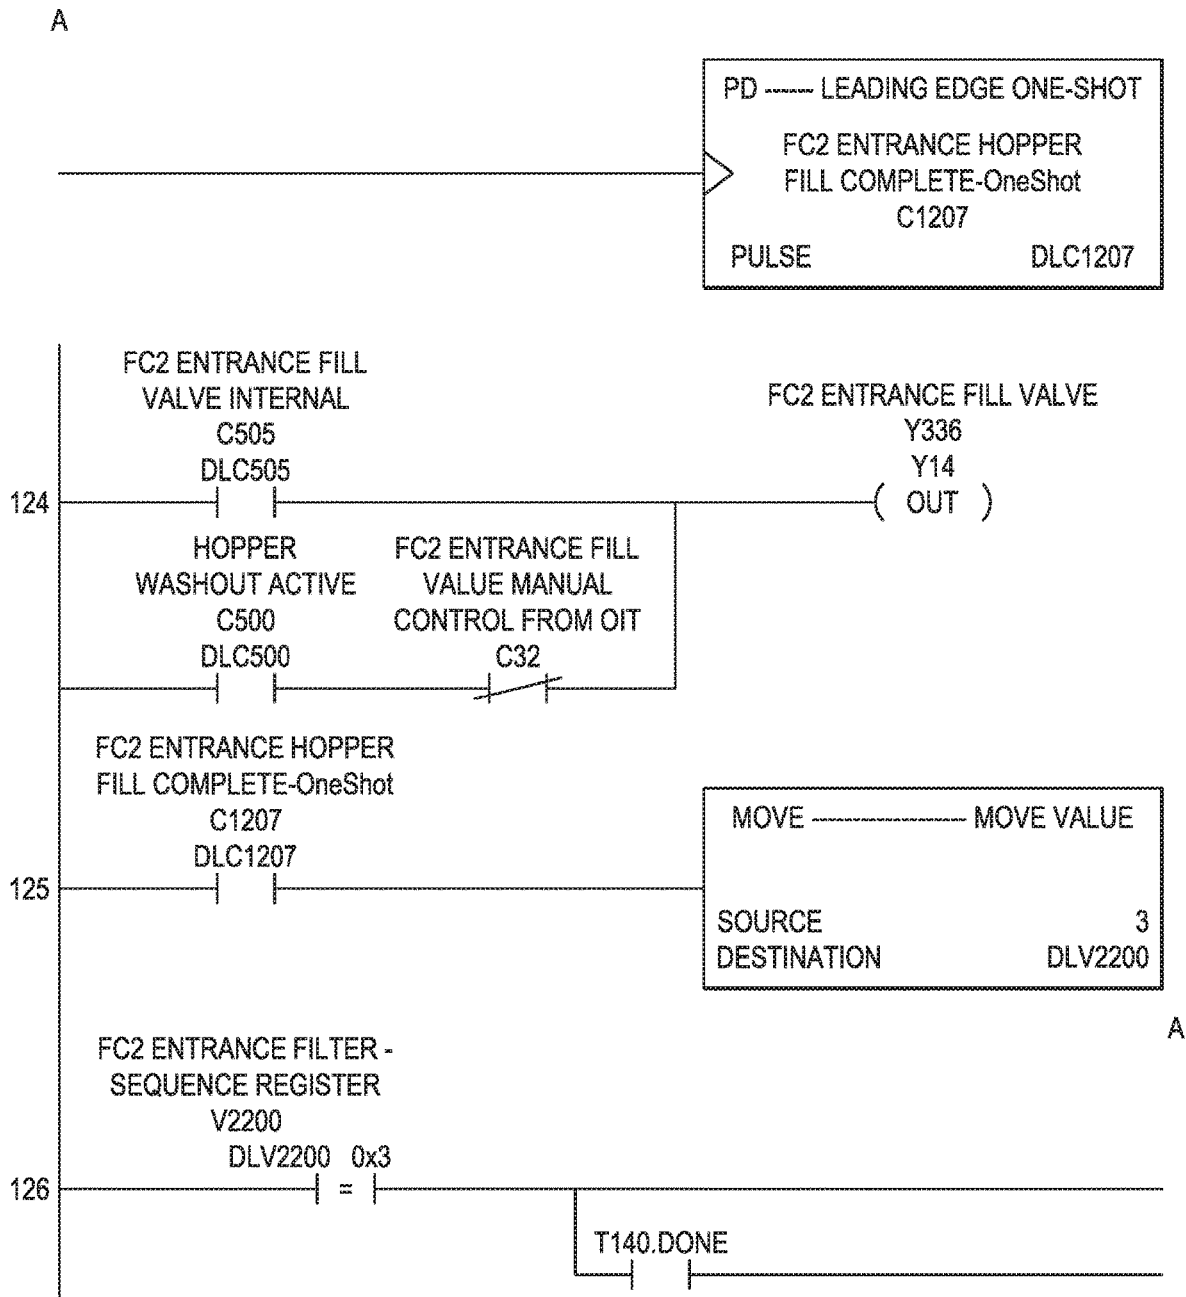 A
PD ------ LEADING EDGE ONE-SHOT
FC2 ENTRANCE HOPPER
FILL COMPLETE-OneShot
C1207
PULSE DLC1207
FC2 ENTRANCE FILL
VALVE INTERNAL
C505
DLC505
FC2 ENTRANCE FILL VALVE
Y336
Y14
124
OUT
HOPPER
WASHOUT ACTIVE
C500
DLC500
FC2 ENTRANCE FILL
VALUE MANUAL
CONTROL FROM OIT
C32
FC2 ENTRANCE HOPPER
FILL COMPLETE-OneShot
C1207
DLC1207
125
MOVE ------------------ MOVE VALUE
SOURCE 3
DESTINATION DLV2200
A
FC2 ENTRANCE FILTER -
SEQUENCE REGISTER
V2200
DLV2200 0x3
126
=
T140.DONE